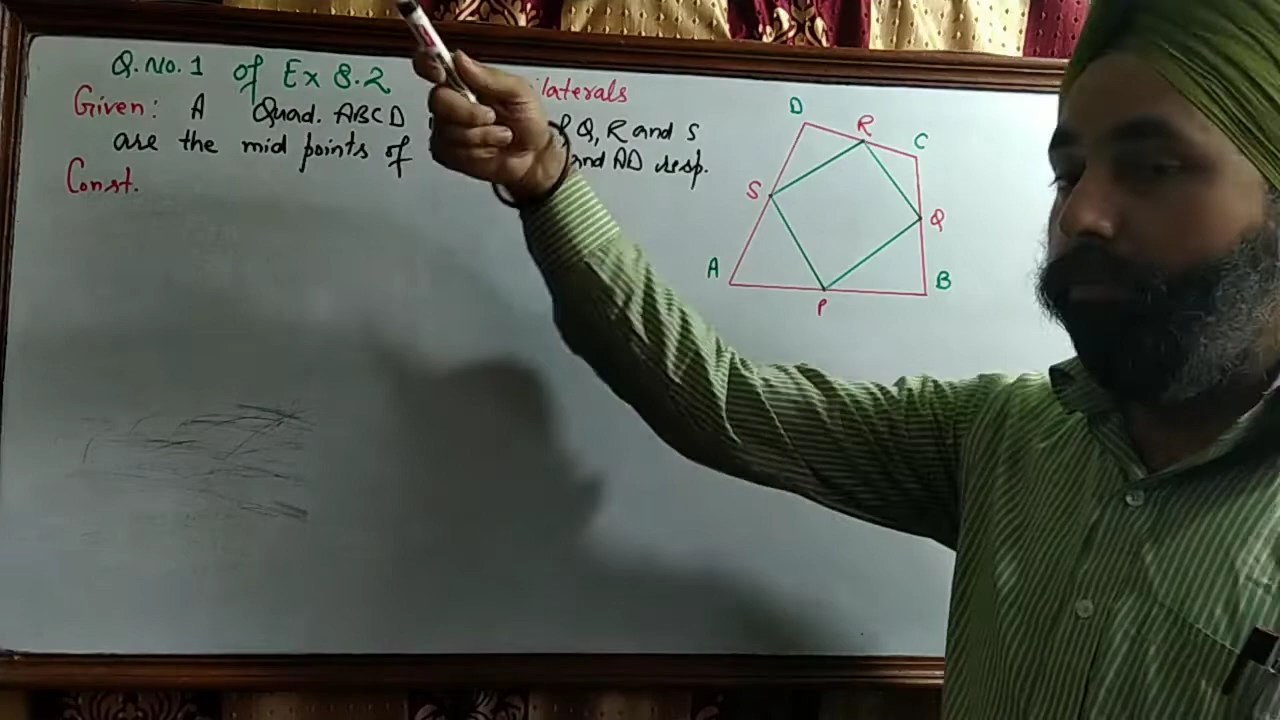 Q. No. 1 of Ex 8.2 ilaterals
Given: A Quad. ABCD Q, R and S
are the mid points of and AD resp.
Const.
D
R
C
S
Q
A
B
P